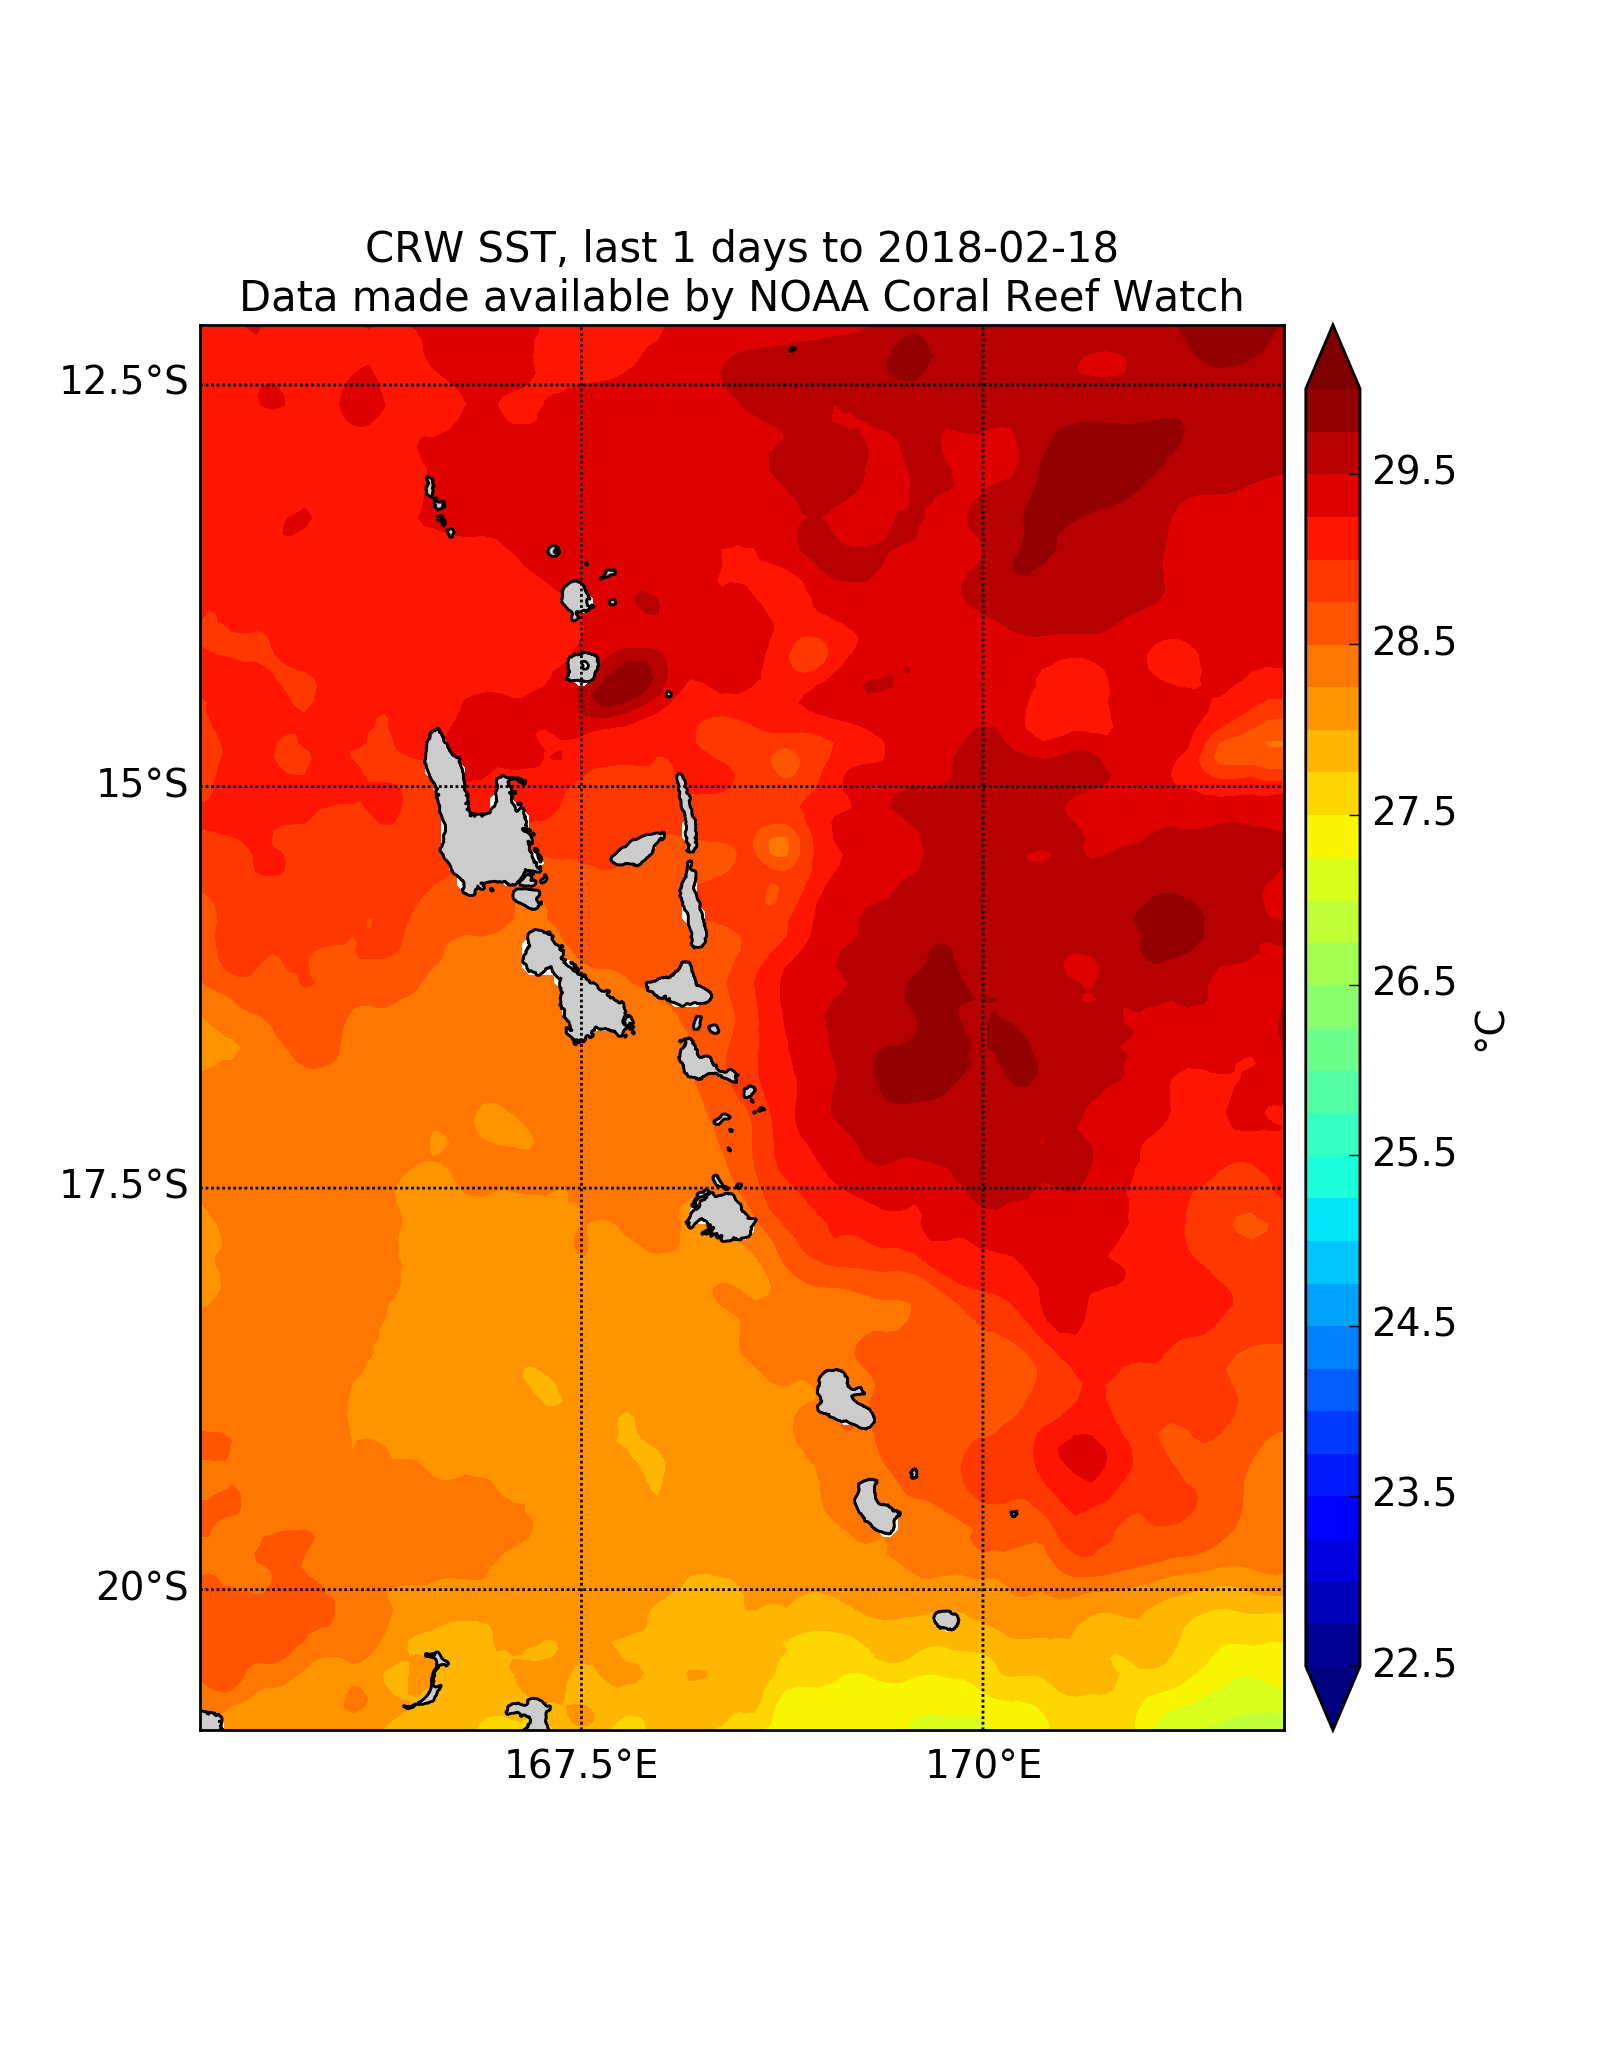 CRW SST, last 1 days to 2018-02-18
Data made available by NOAA Coral Reef Watch
12.5°S
15°S
17.5°S
20°S
167.5°E
170°E
29.5
28.5
27.5
26.5
25.5
24.5
23.5
22.5
°C